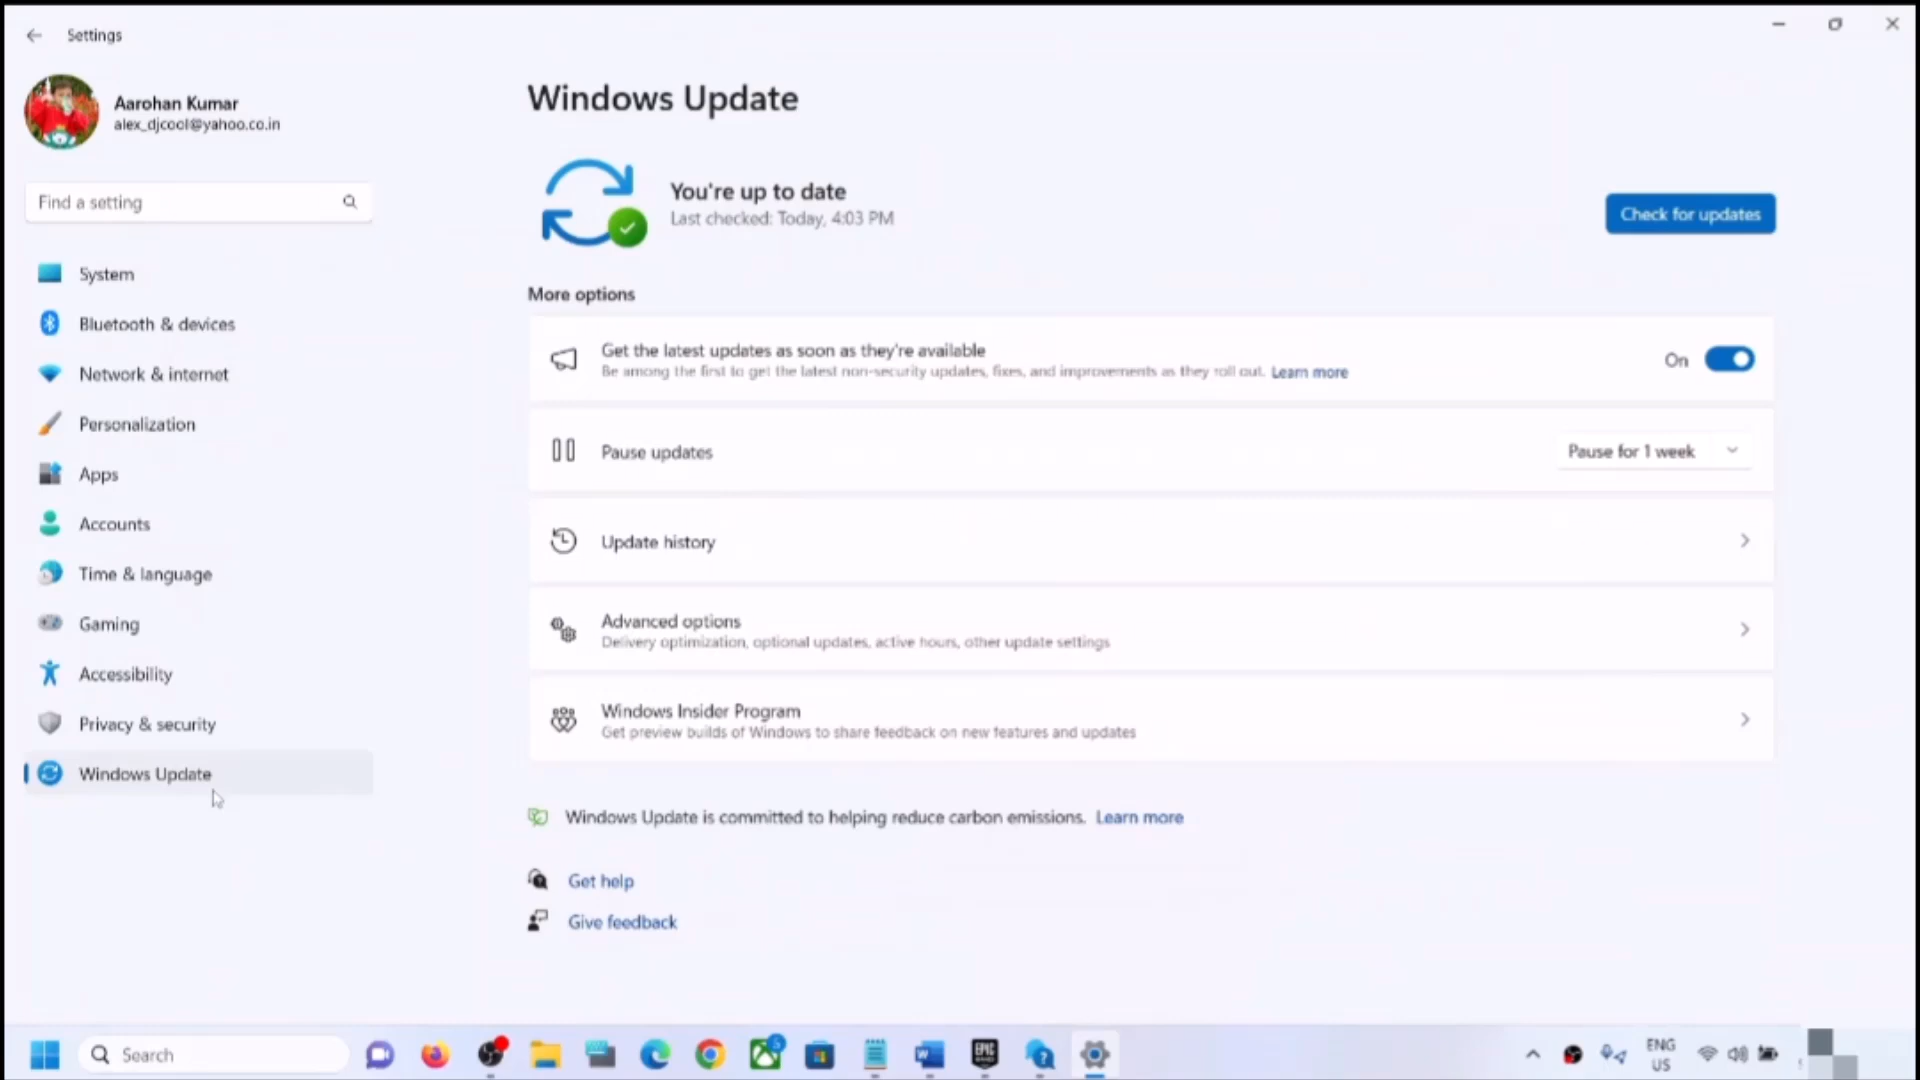 Settings
Aarohan Kumar
alex_djcool@yahoo.co.in
Find a setting
System
Bluetooth & devices
Network & internet
Personalization
Apps
Accounts
Time & language
Gaming
Accessibility
Privacy & security
Windows Update
Windows Update
You're up to date
Last checked: Today, 4:03 PM
Check for updates
More options
Get the latest updates as soon as they're available
Be among the first to get the latest non-security updates, fixes, and improvements as they roll out. Learn more
On
Pause updates
Pause for 1 week
Update history
Advanced options
Delivery optimization, optional updates, active hours, other update settings
Windows Insider Program
Get preview builds of Windows to share feedback on new features and updates
Windows Update is committed to helping reduce carbon emissions. Learn more
Get help
Give feedback
Search
5
W
EPIC
ENG
US